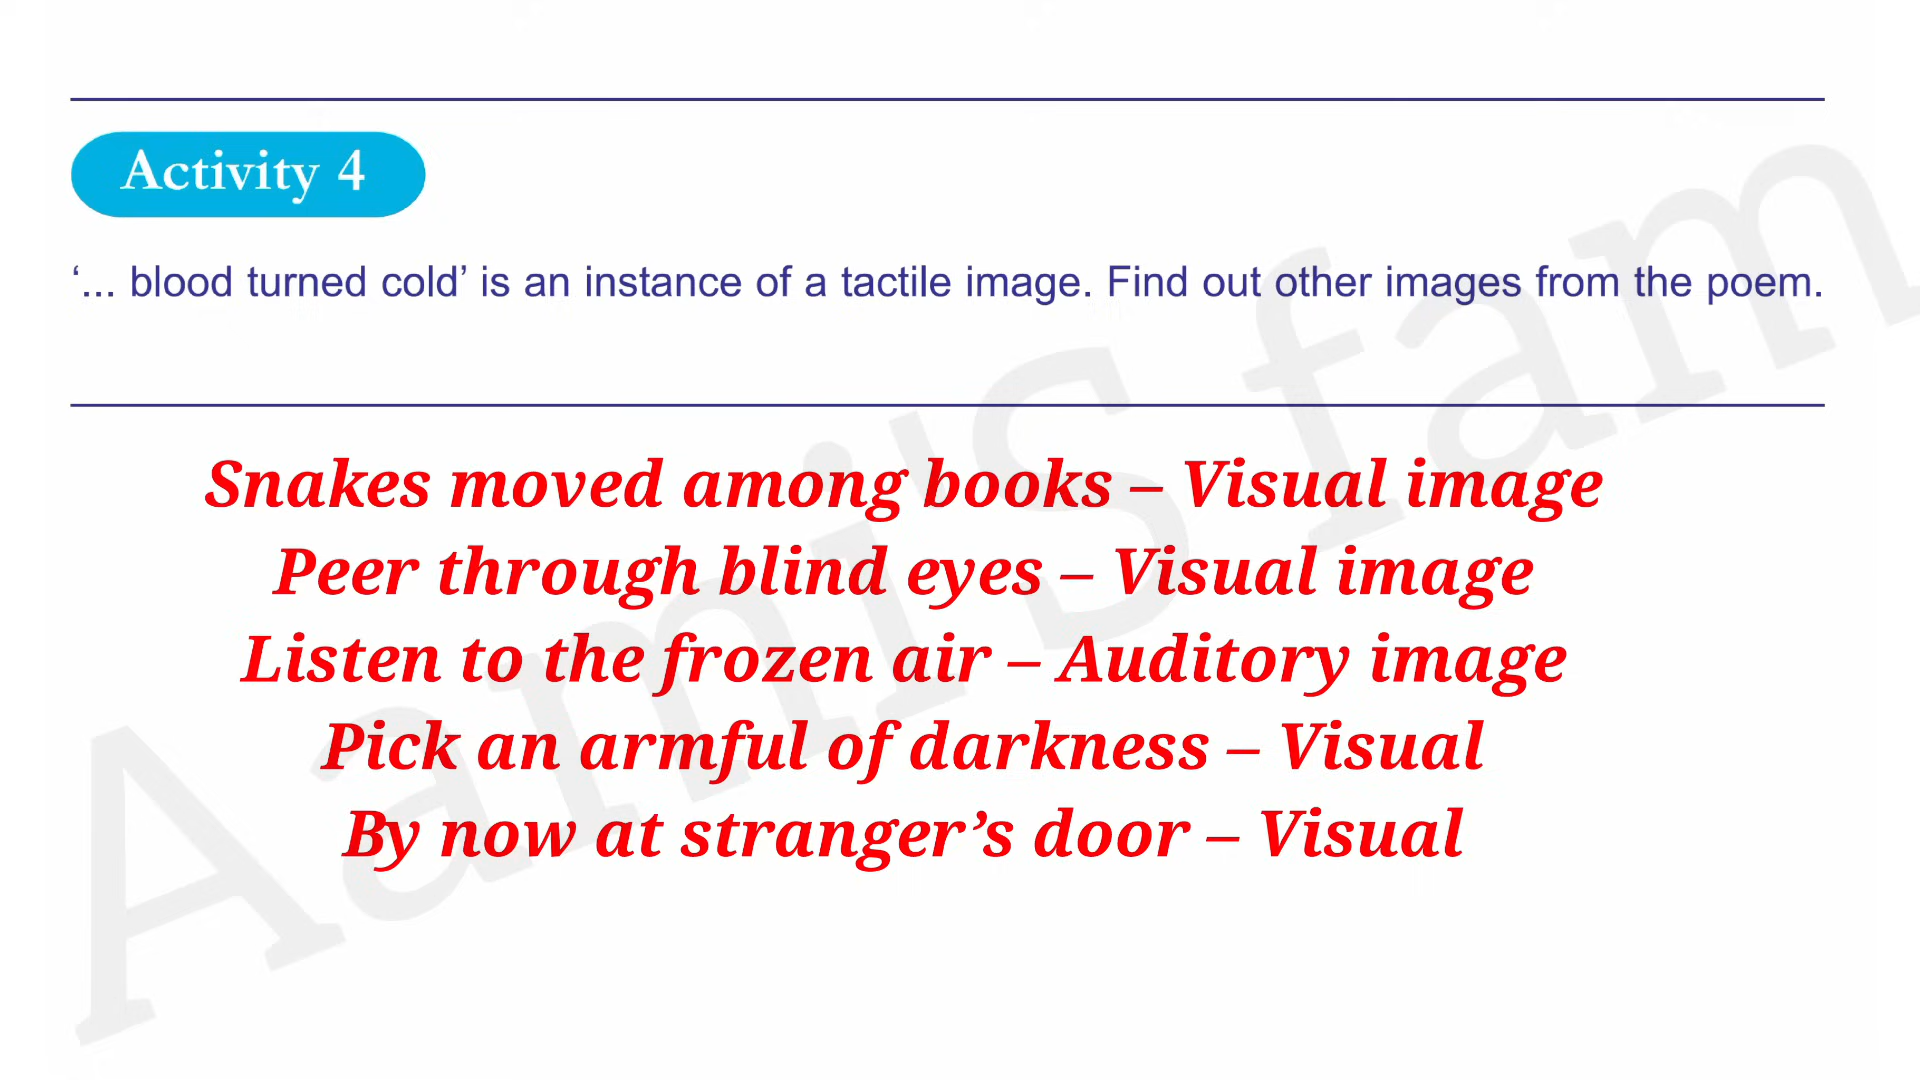 Activity 4
‘... blood turned cold’ is an instance of a tactile image. Find out other images from the poem.
Snakes moved among books – Visual image
Peer through blind eyes – Visual image
Listen to the frozen air – Auditory image
Pick an armful of darkness – Visual
By now at stranger’s door – Visual
Aami'S fam